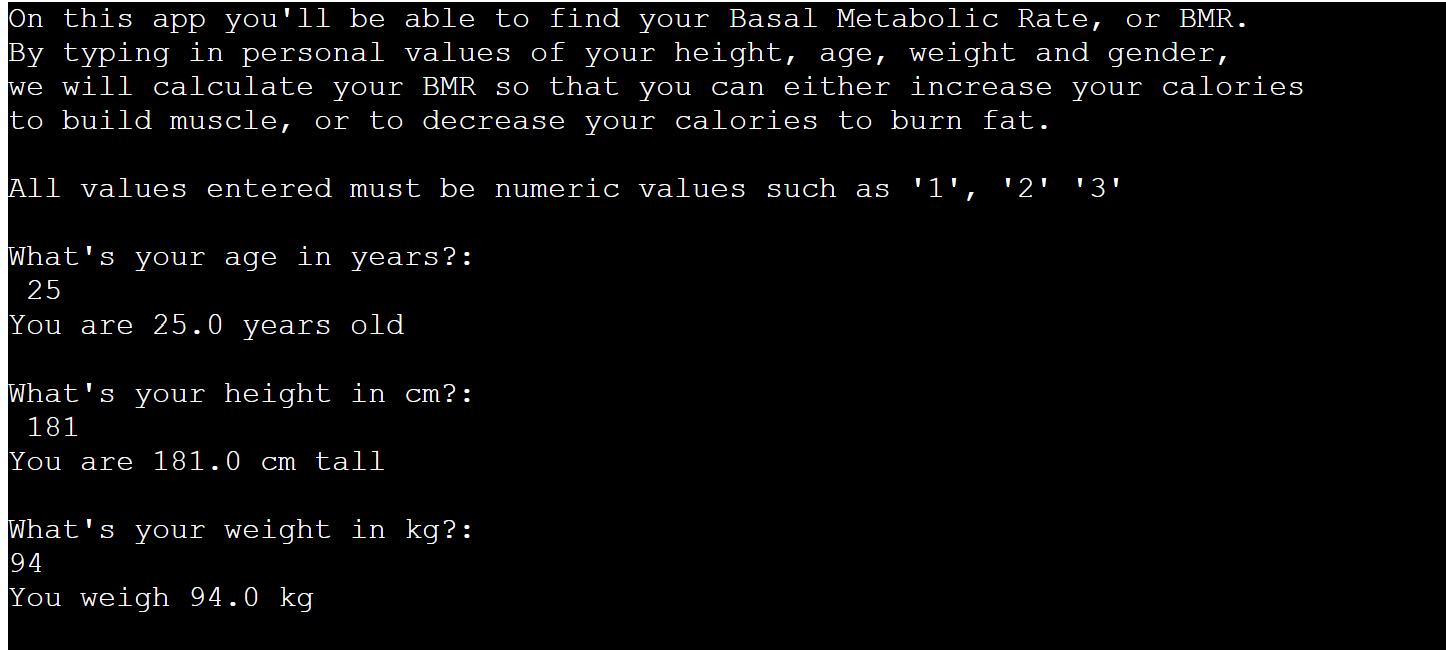 On this app you'll be able to find your Basal Metabolic Rate, or BMR.
By typing in personal values of your height, age, weight and gender,
we will calculate your BMR so that you can either increase your calories
to build muscle, or to decrease your calories to burn fat.
All values entered must be numeric values such as '1', '2' '3'
What's your age in years?:
25
You are 25.0 years old
What's your height in cm?:
181
You are 181.0 cm tall
What's your weight in kg?:
94
You weigh 94.0 kg